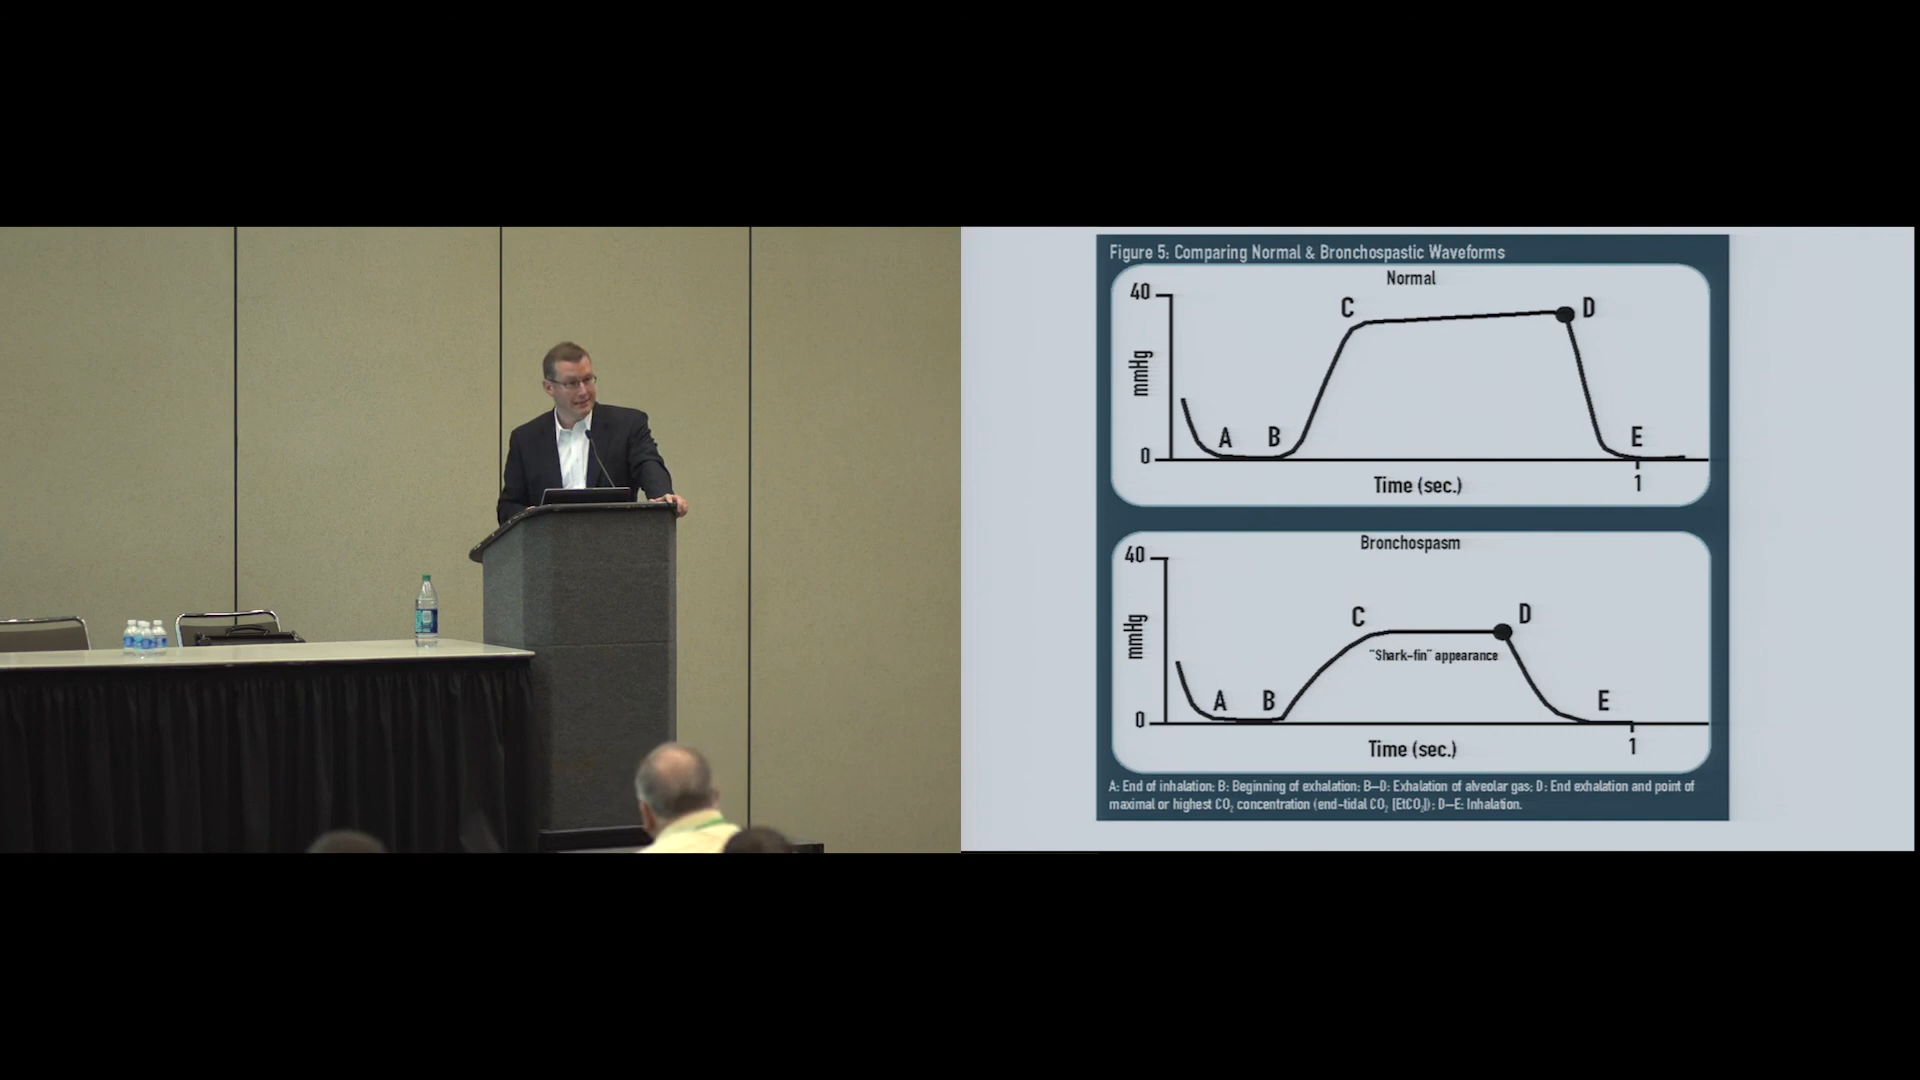 Figure 5: Comparing Normal & Bronchospastic Waveforms
Normal
40
C
D
mmHg
A
B
E
0
Time (sec.)
1
Bronchospasm
40
C
D
mmHg
"Shark-fin" appearance
A
B
E
0
Time (sec.)
1
A: End of inhalation; B: Beginning of exhalation; B–D: Exhalation of alveolar gas; D: End exhalation and point of
maximal or highest CO₂ concentration (end-tidal CO₂ [EtCO₂]); D–E: Inhalation.